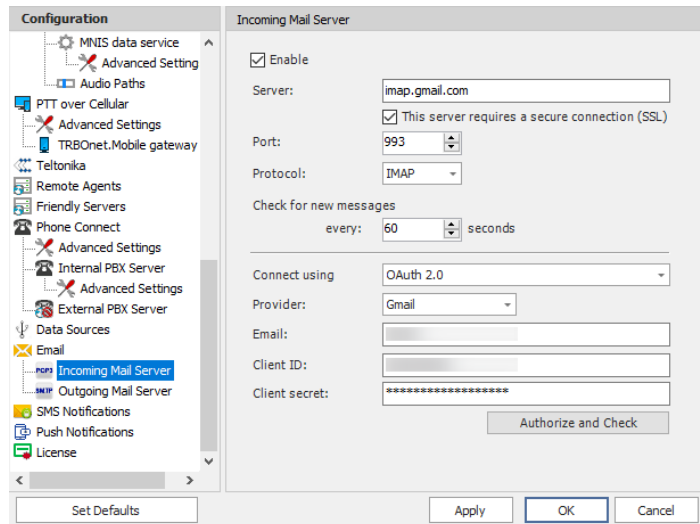 Configuration
MNIS data service
Advanced Setting
Audio Paths
PTT over Cellular
Advanced Settings
TRBOnet.Mobile gateway
Teltonika
Remote Agents
Friendly Servers
Phone Connect
Advanced Settings
Internal PBX Server
Advanced Settings
External PBX Server
Data Sources
Email
POP3 Incoming Mail Server
SMTP Outgoing Mail Server
SMS Notifications
Push Notifications
License
Set Defaults
Incoming Mail Server
Enable
Server: imap.gmail.com
This server requires a secure connection (SSL)
Port: 993
Protocol: IMAP
Check for new messages
every: 60 seconds
Connect using OAuth 2.0
Provider: Gmail
Email:
Client ID:
Client secret: ******************
Authorize and Check
Apply OK Cancel